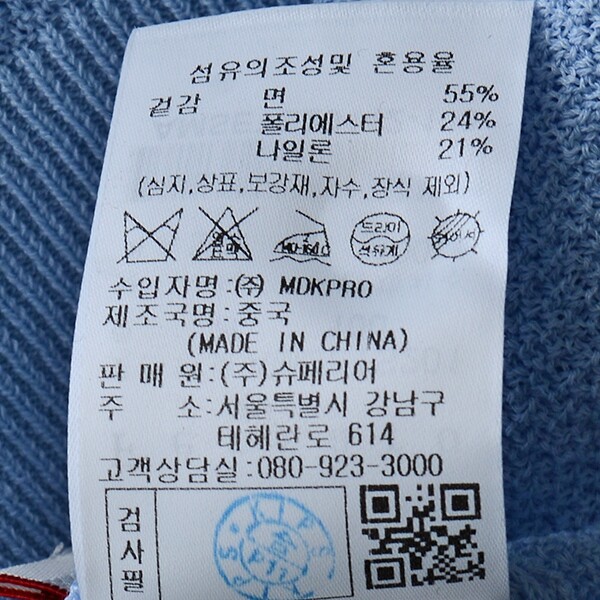 섬유의조성및 혼용율
겉감 면 55%
폴리에스터 24%
나일론 21%
(심지,상표,보강재,자수,장식 제외)
드라이
석유계
수입자명:㈜ MDKPRO
제조국명:중국
(MADE IN CHINA)
판 매 원:(주)슈페리어
주 소:서울특별시 강남구
테헤란로 614
고객상담실:080-923-3000
검사필